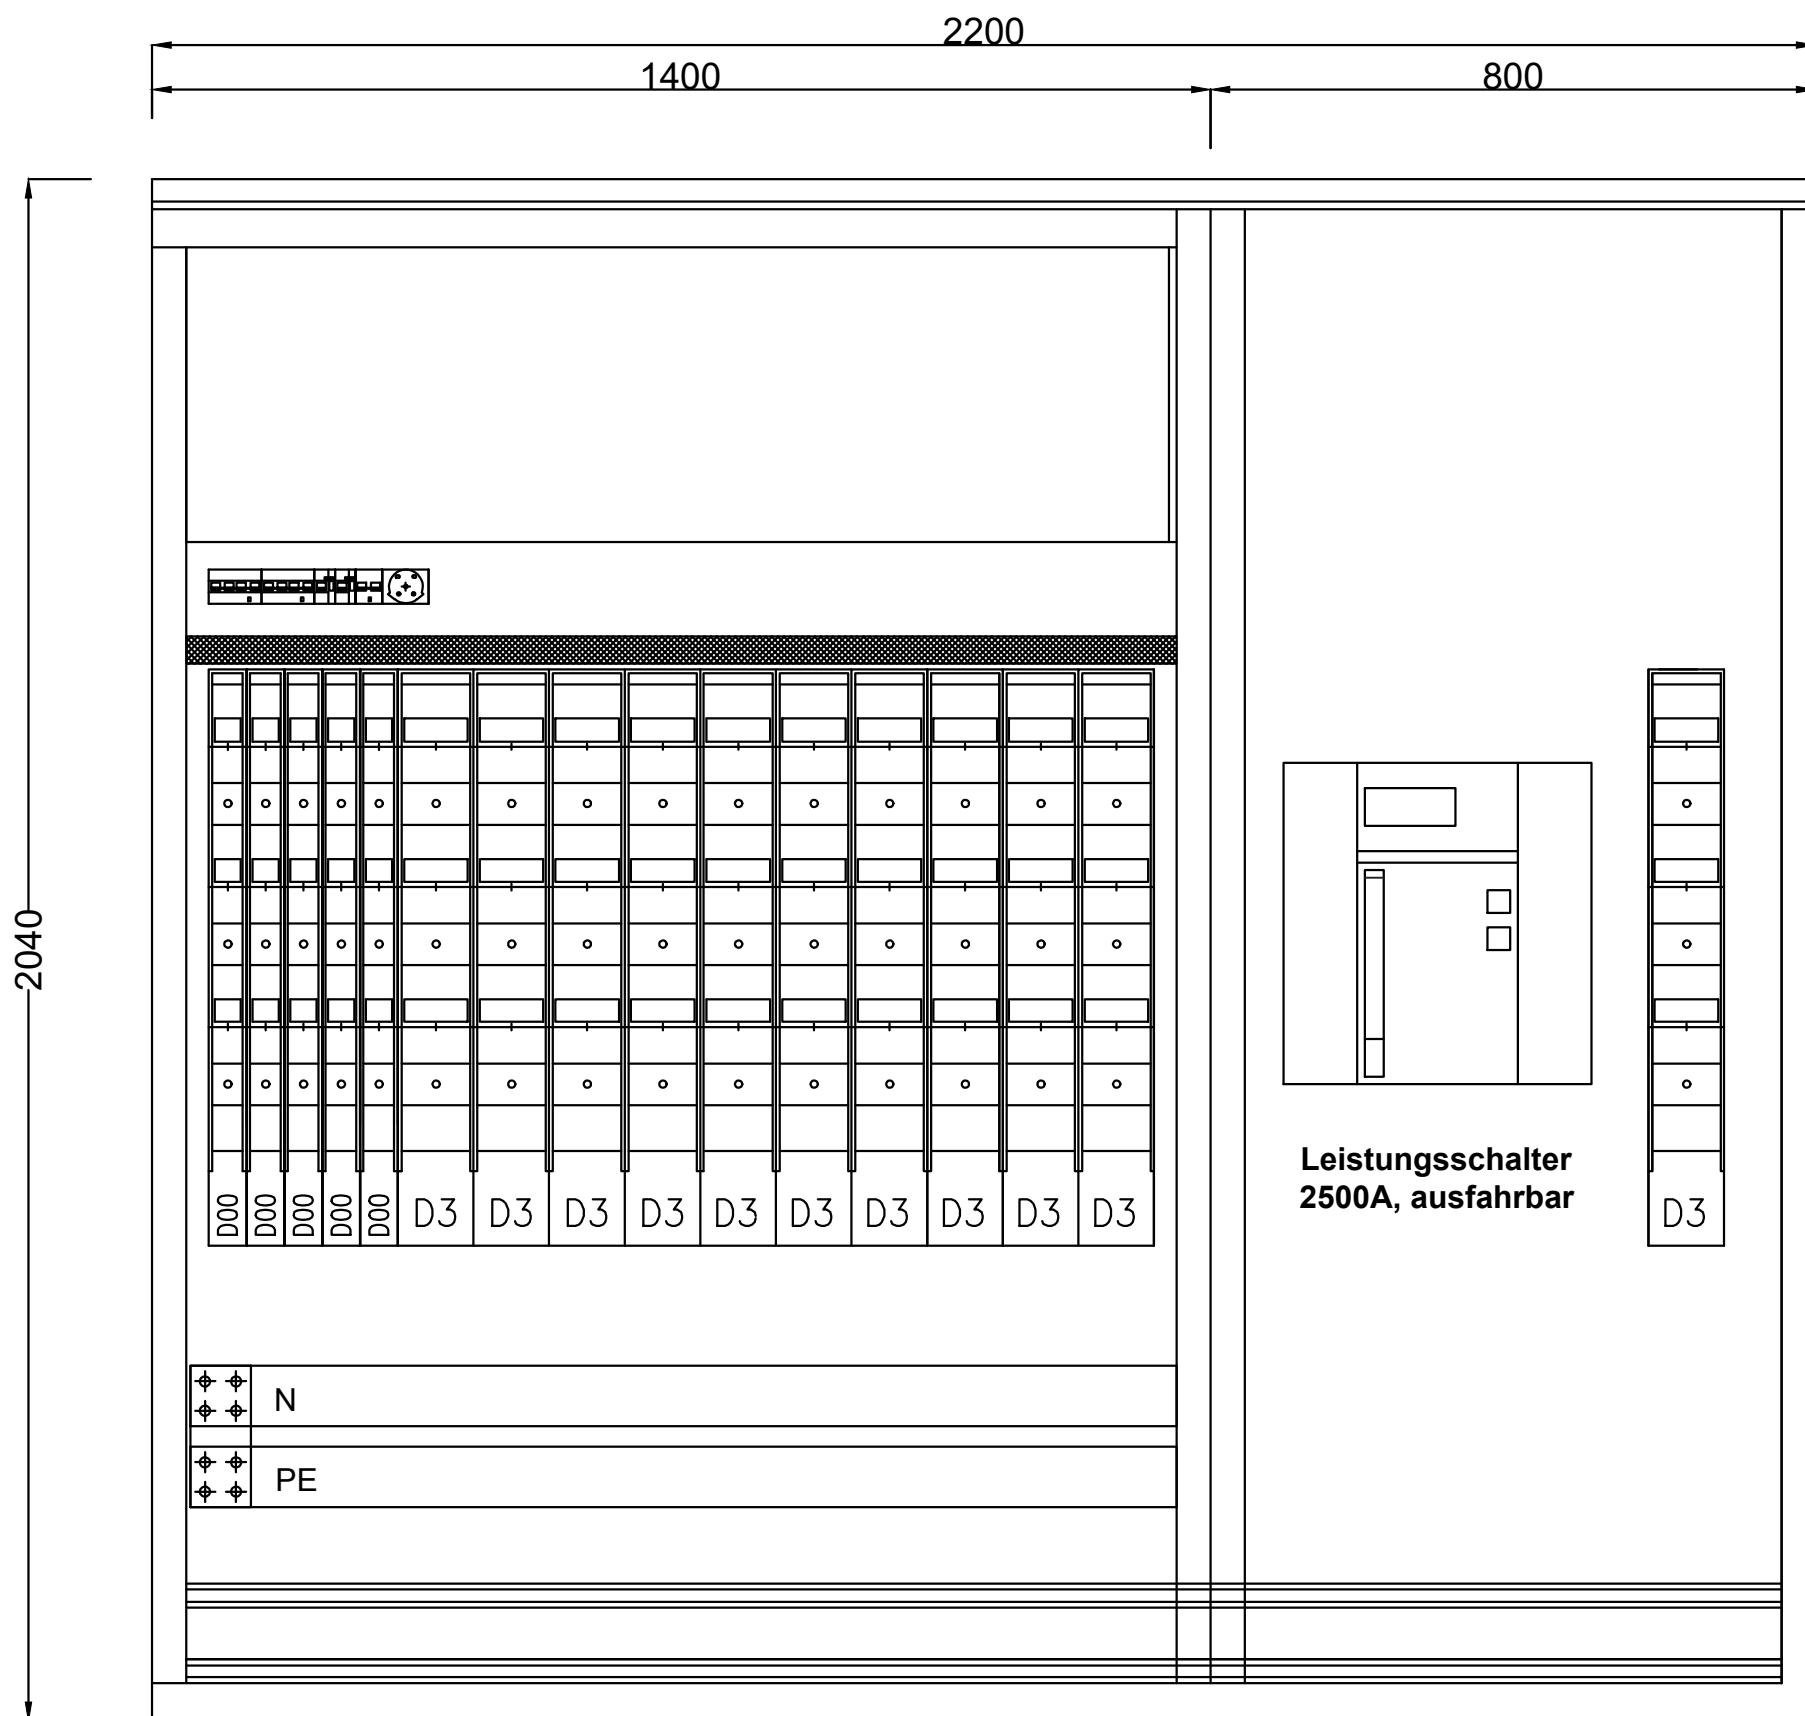 2200
1400 800
2040
Leistungsschalter
2500A, ausfahrbar
D00 D00 D00 D00 D00 D3 D3 D3 D3 D3 D3 D3 D3 D3 D3 D3
N
PE